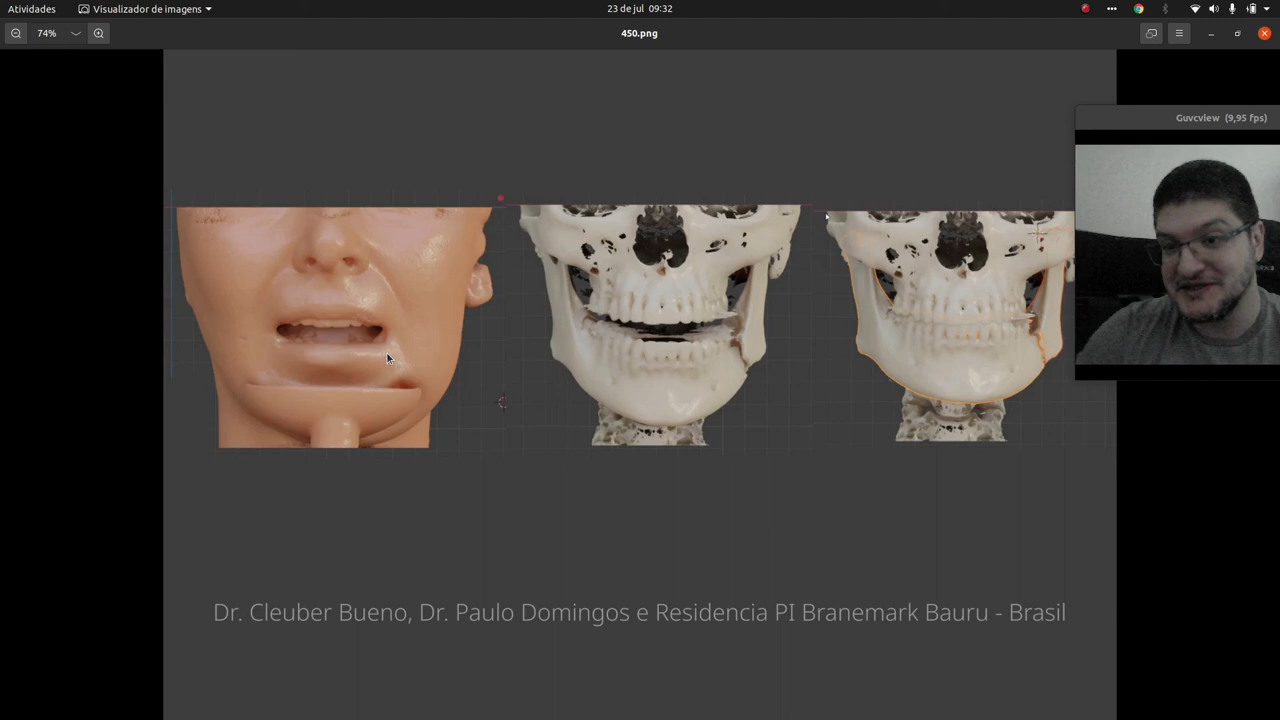 Atividades
Visualizador de imagens
23 de jul 09:32
74%
450.png
Guvcview (9,95 fps)
Dr. Cleuber Bueno, Dr. Paulo Domingos e Residencia PI Branemark Bauru - Brasil